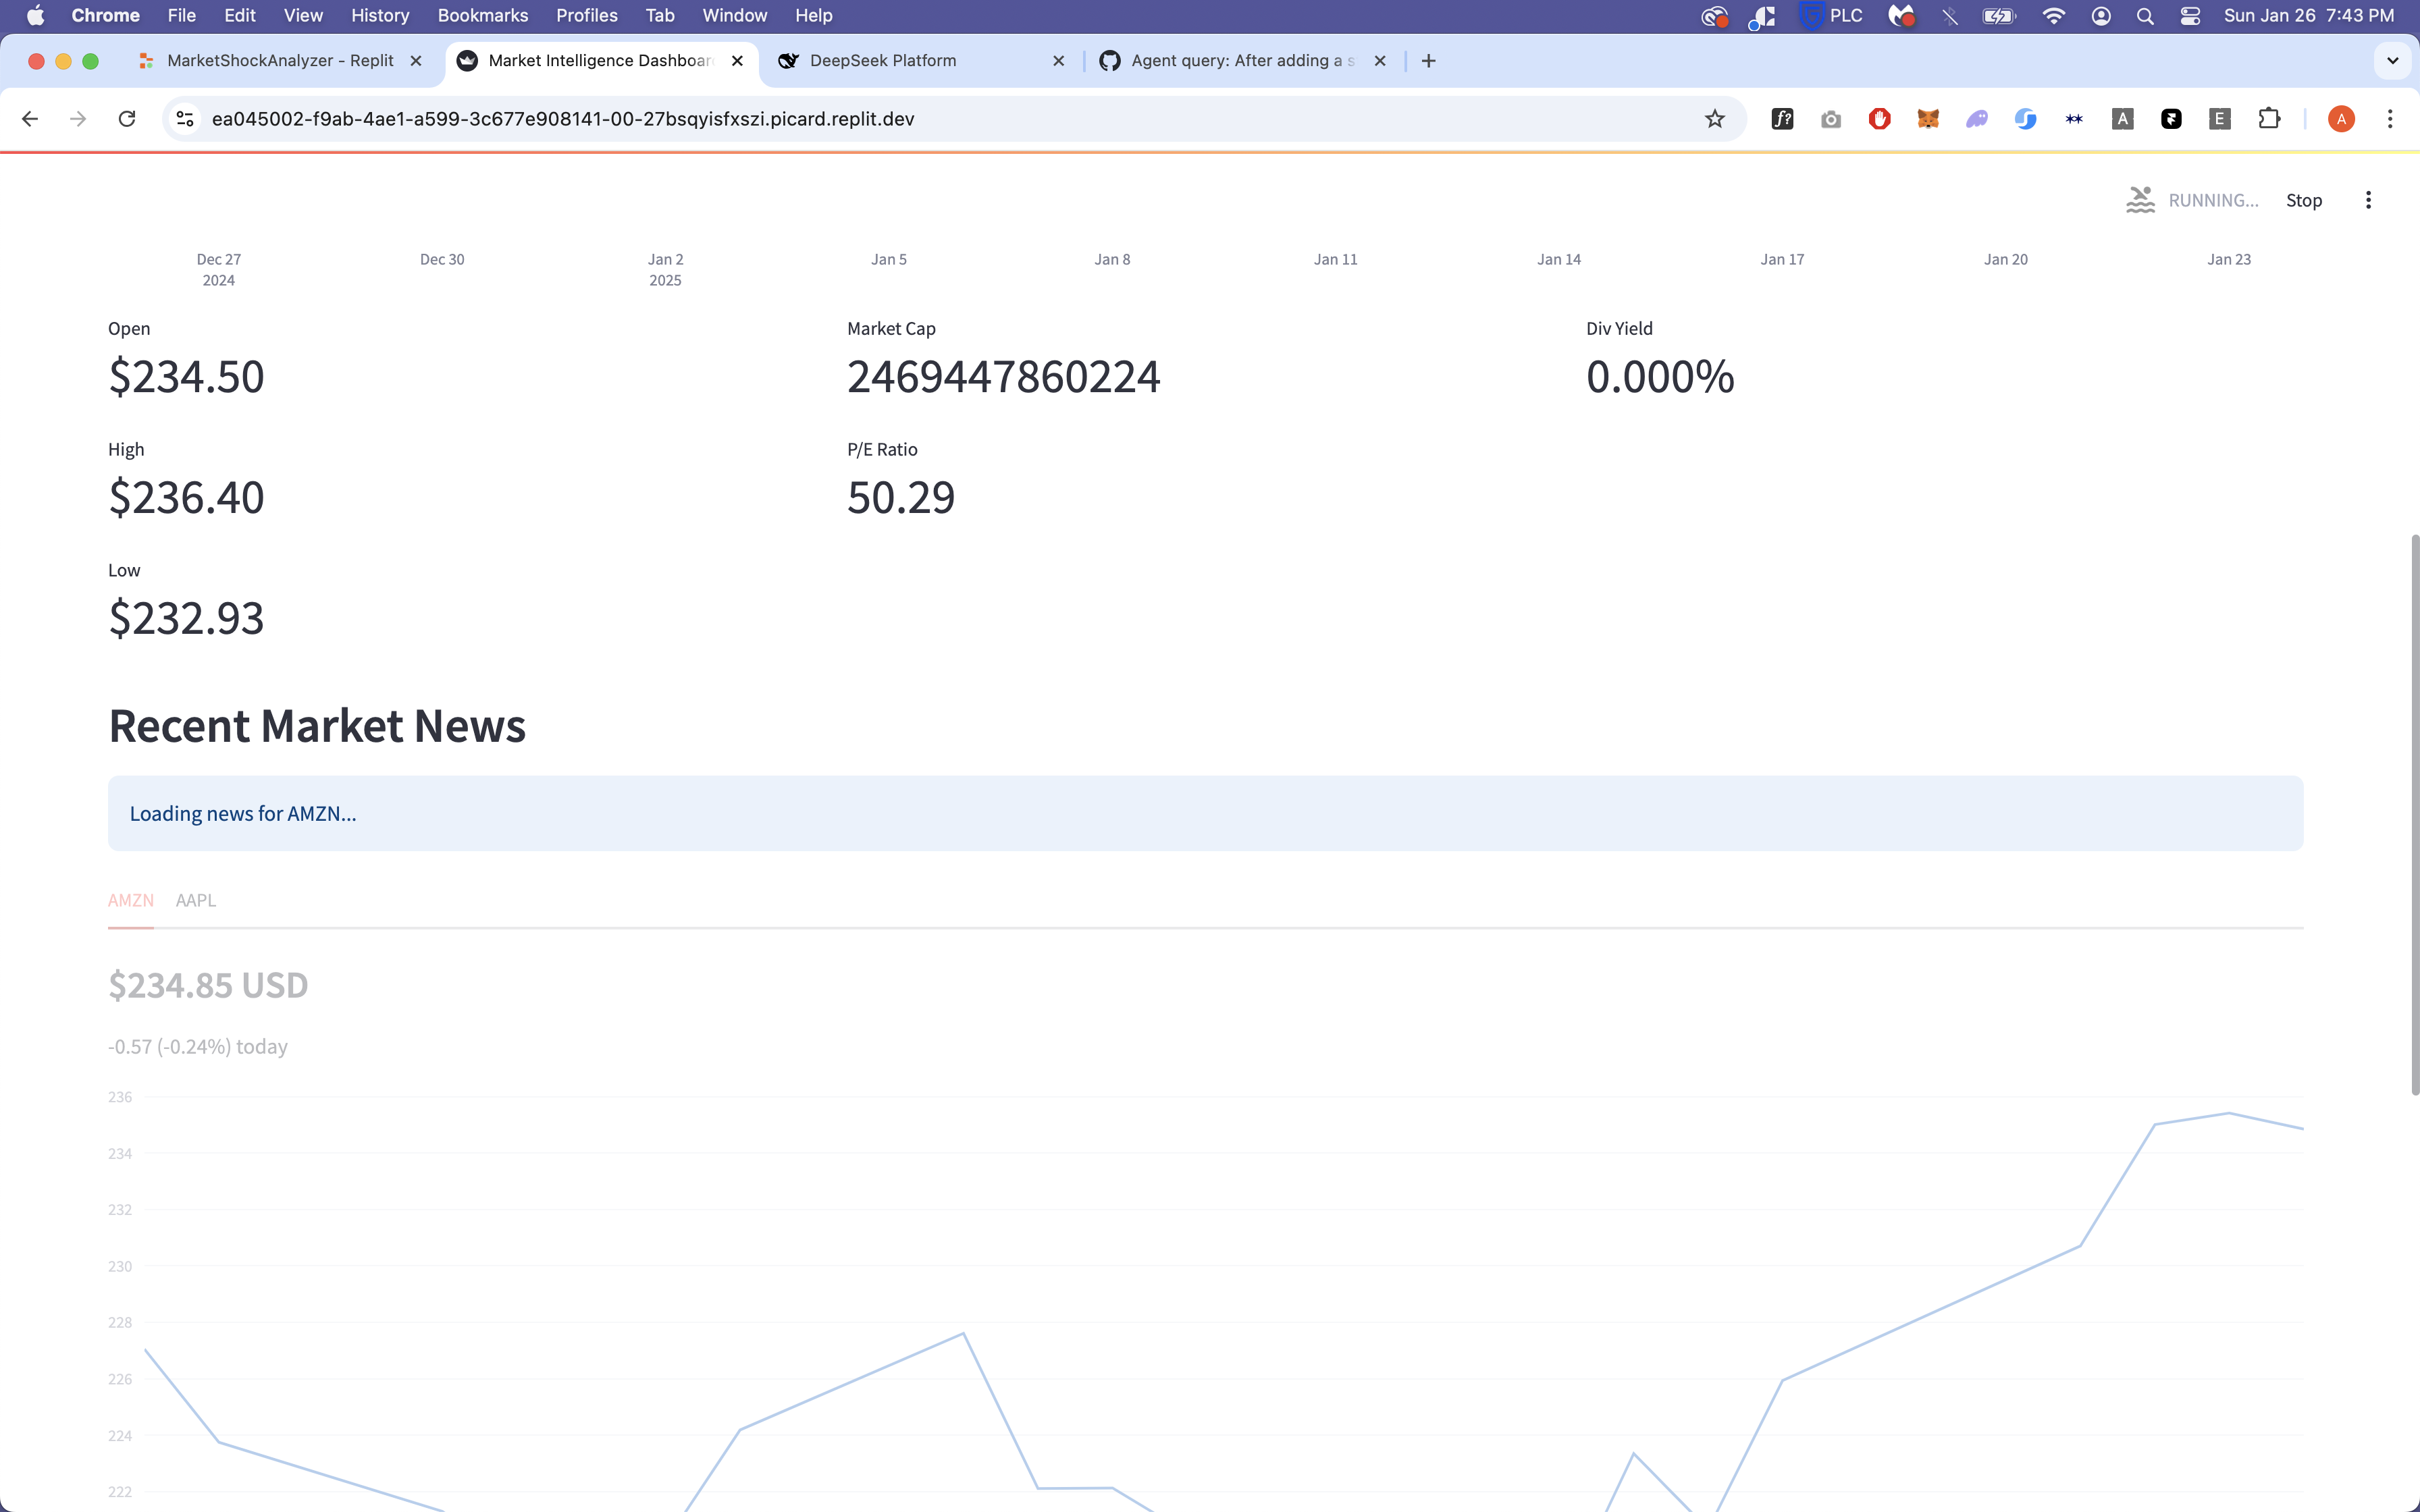 Chrome File Edit View History Bookmarks Profiles Tab Window Help PLC Sun Jan 26 7:43 PM
MarketShockAnalyzer - Replit Market Intelligence Dashboar DeepSeek Platform Agent query: After adding a s
ea045002-f9ab-4ae1-a599-3c677e908141-00-27bsqyisfxszi.picard.replit.dev f? A E A
RUNNING... Stop
Dec 27 Dec 30 Jan 2 Jan 5 Jan 8 Jan 11 Jan 14 Jan 17 Jan 20 Jan 23
2024 2025
Open Market Cap Div Yield
$234.50 2469447860224 0.000%
High P/E Ratio
$236.40 50.29
Low
$232.93
Recent Market News
Loading news for AMZN...
AMZN AAPL
$234.85 USD
-0.57 (-0.24%) today
236
234
232
230
228
226
224
222